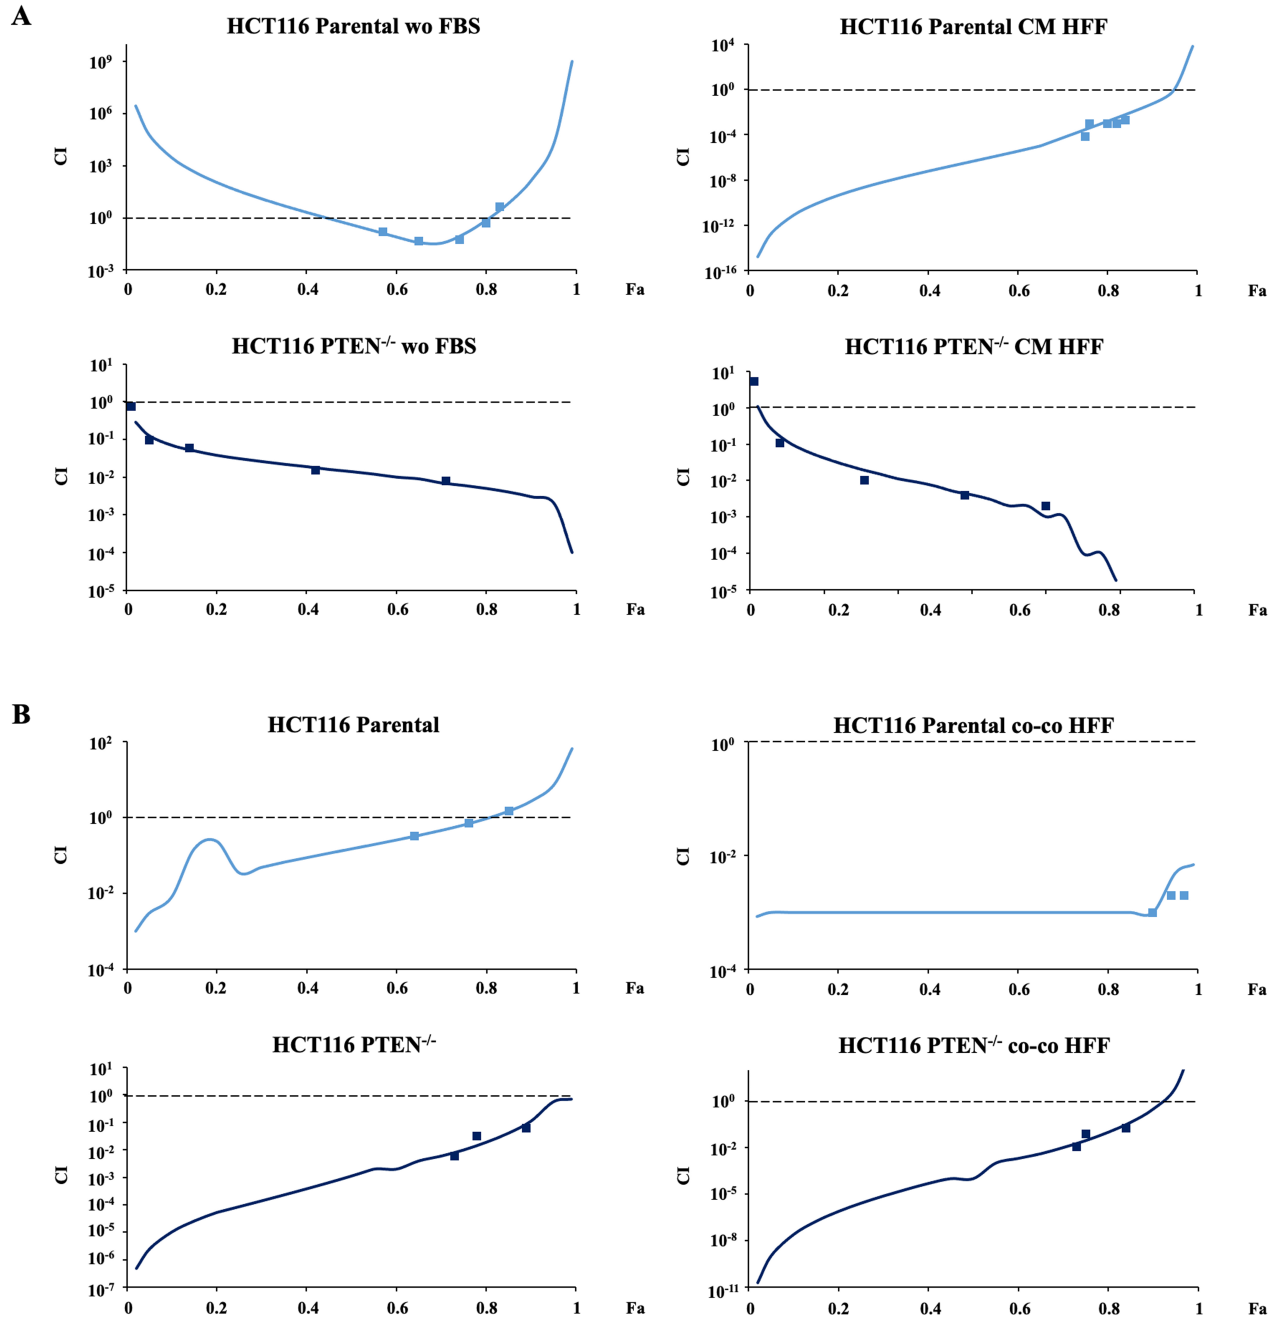 A
HCT116 Parental wo FBS
10⁹
10⁶
10³
10⁰
10⁻³
CI
0 0.2 0.4 0.6 0.8 1 Fa
HCT116 Parental CM HFF
10⁴
10⁰
10⁻⁴
10⁻⁸
10⁻¹²
10⁻¹⁶
CI
0 0.2 0.4 0.6 0.8 1 Fa
HCT116 PTEN⁻/⁻ wo FBS
10¹
10⁰
10⁻¹
10⁻²
10⁻³
10⁻⁴
10⁻⁵
CI
0 0.2 0.4 0.6 0.8 1 Fa
HCT116 PTEN⁻/⁻ CM HFF
10¹
10⁰
10⁻¹
10⁻²
10⁻³
10⁻⁴
10⁻⁵
CI
0 0.2 0.4 0.6 0.8 1 Fa
B
HCT116 Parental
10²
10⁰
10⁻²
10⁻⁴
CI
0 0.2 0.4 0.6 0.8 1 Fa
HCT116 Parental co-co HFF
10⁰
10⁻²
10⁻⁴
CI
0 0.2 0.4 0.6 0.8 1 Fa
HCT116 PTEN⁻/⁻
10¹
10⁰
10⁻¹
10⁻²
10⁻³
10⁻⁴
10⁻⁵
10⁻⁶
10⁻⁷
CI
0 0.2 0.4 0.6 0.8 1 Fa
HCT116 PTEN⁻/⁻ co-co HFF
10⁰
10⁻²
10⁻⁵
10⁻⁸
10⁻¹¹
CI
0 0.2 0.4 0.6 0.8 1 Fa